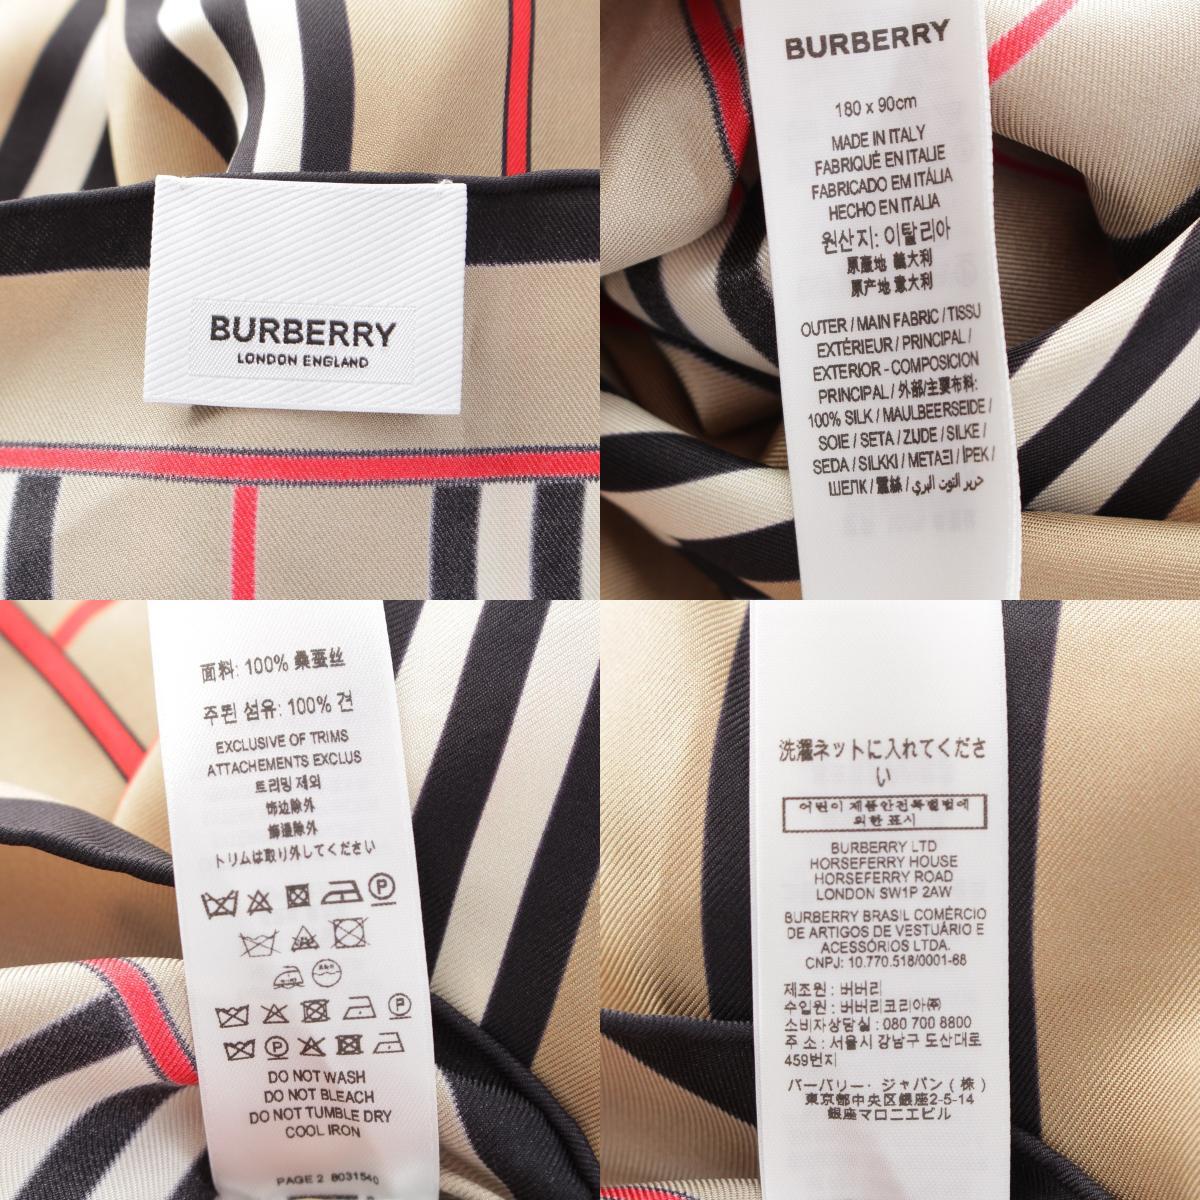 BURBERRY
LONDON ENGLAND
BURBERRY
180 x 90cm
MADE IN ITALY
FABRIQUÉ EN ITALIE
FABRICADO EM ITÁLIA
HECHO EN ITALIA
원산지: 이탈리아
原產地 義大利
原产地 意大利
OUTER / MAIN FABRIC / TISSU
EXTÉRIEUR / PRINCIPAL /
EXTERIOR - COMPOSICION
PRINCIPAL / 外部/主要布料:
100% SILK / MAULBEERSEIDE /
SOIE / SETA / ZIJDE / SILKE /
SEDA / SILKKI / ΜΕΤΑΞΙ / İPEK /
ШЕЛК / 蠶絲 / حرير التوت البري
面料: 100% 桑蚕丝
주된 섬유: 100% 견
EXCLUSIVE OF TRIMS
ATTACHEMENTS EXCLUS
트리밍 제외
饰边除外
飾邊除外
トリムは取り外してください
P
DO NOT WASH
DO NOT BLEACH
DO NOT TUMBLE DRY
COOL IRON
PAGE 2 8031540
洗濯ネットに入れてくださ
い
어린이 제품안전특별법에
의한 표시
BURBERRY LTD
HORSEFERRY HOUSE
HORSEFERRY ROAD
LONDON SW1P 2AW
BURBERRY BRASIL COMÉRCIO
DE ARTIGOS DE VESTUÁRIO E
ACESSÓRIOS LTDA.
CNPJ: 10.770.518/0001-68
제조원 : 버버리
수입원 : 버버리코리아㈜
소비자상담실 : 080 700 8800
주 소 : 서울시 강남구 도산대로
459번지
バーバリー・ジャパン ( 株 )
東京都中央区銀座2-5-14
銀座マロニエビル